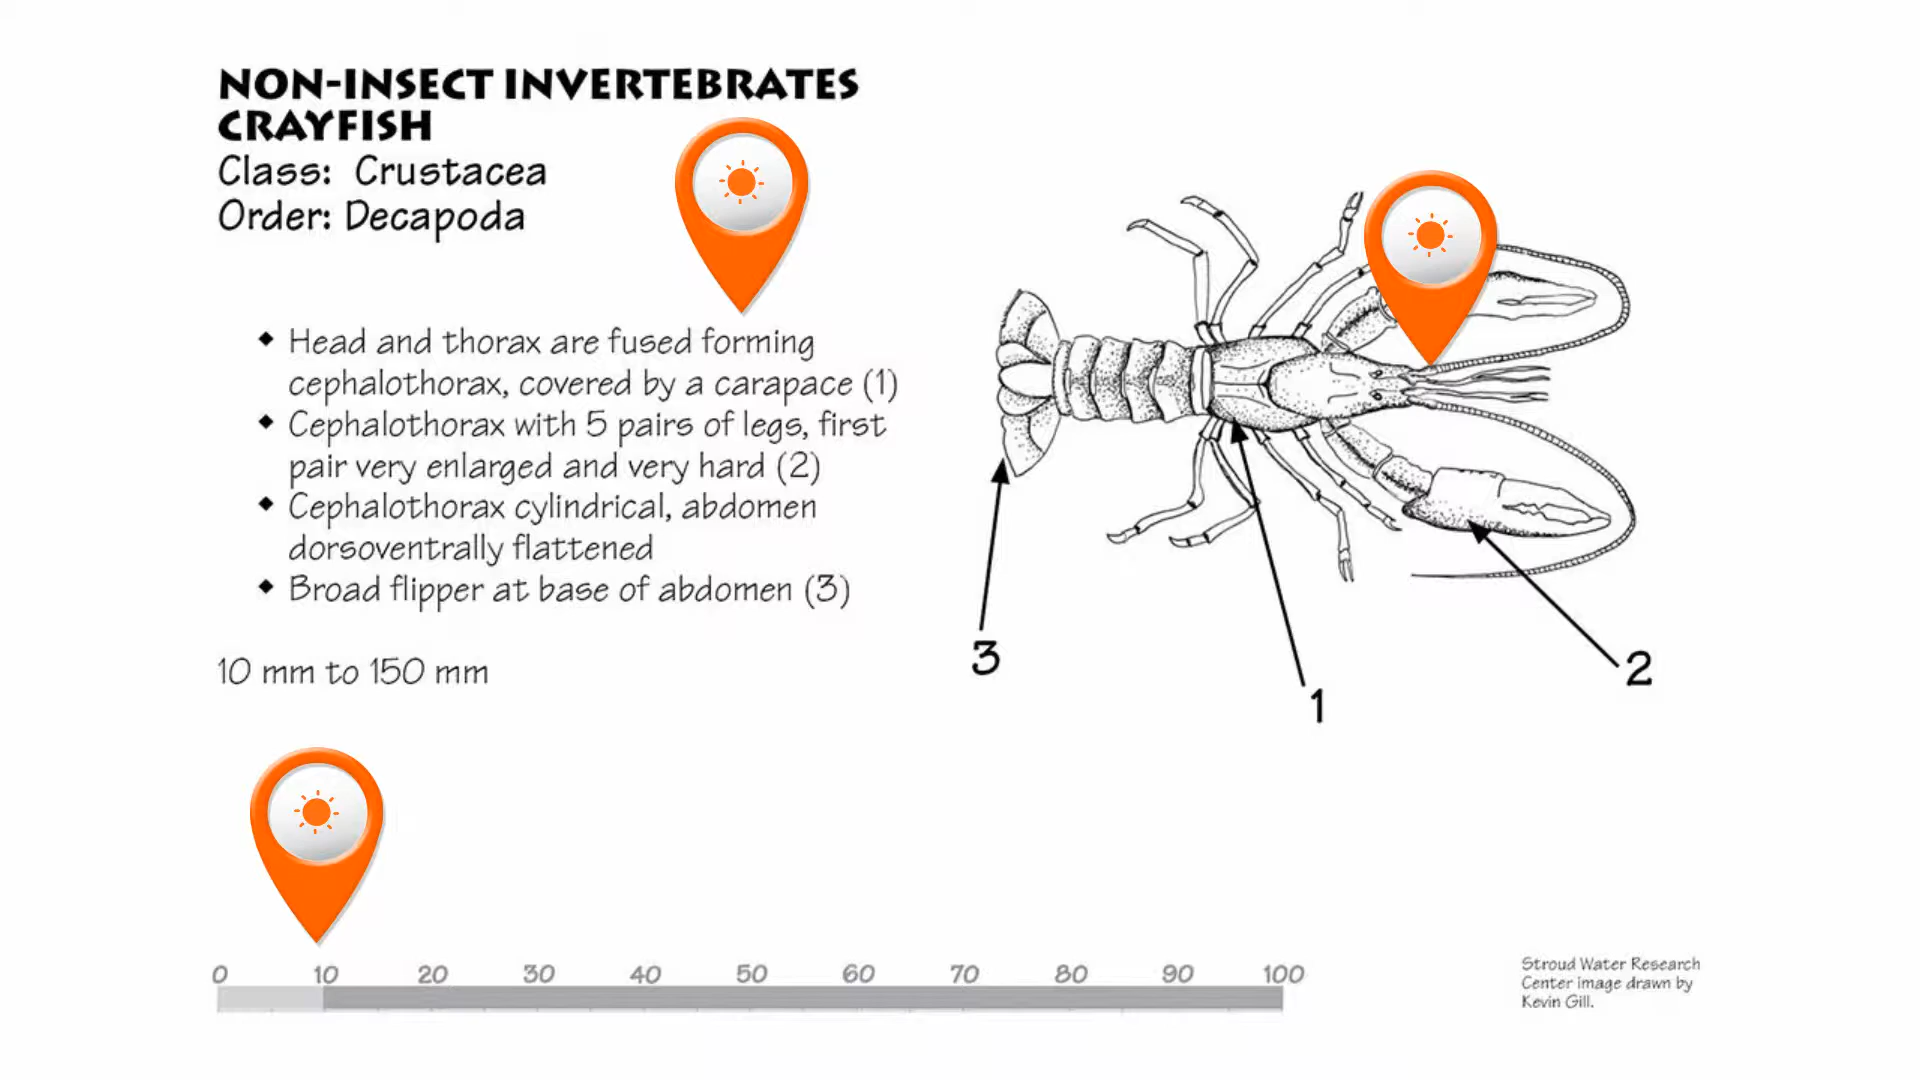 NON-INSECT INVERTEBRATES
CRAYFISH
Class: Crustacea
Order: Decapoda
◆ Head and thorax are fused forming
cephalothorax, covered by a carapace (1)
◆ Cephalothorax with 5 pairs of legs, first
pair very enlarged and very hard (2)
◆ Cephalothorax cylindrical, abdomen
dorsoventrally flattened
◆ Broad flipper at base of abdomen (3)
10 mm to 150 mm
3
1
2
0 10 20 30 40 50 60 70 80 90 100
Stroud Water Research
Center image drawn by
Kevin Gill.